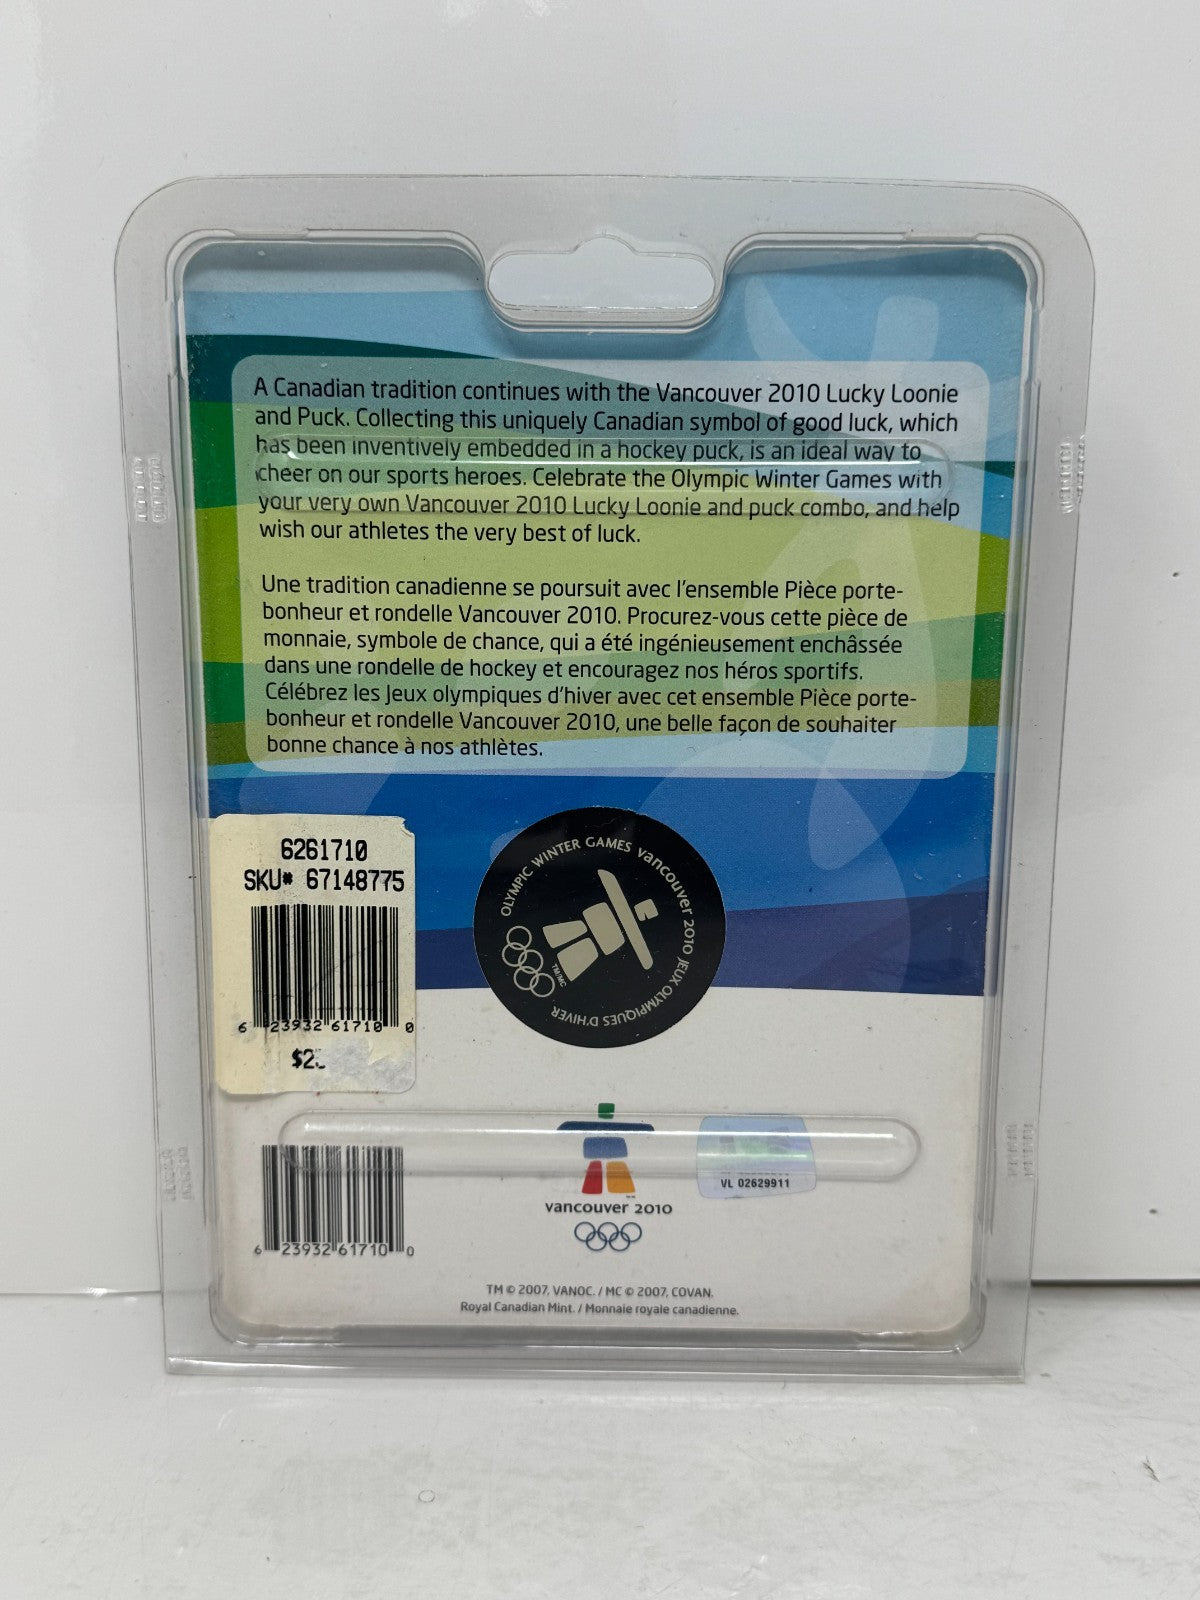 A Canadian tradition continues with the Vancouver 2010 Lucky Loonie
and Puck. Collecting this uniquely Canadian symbol of good luck, which
has been inventively embedded in a hockey puck, is an ideal way to
cheer on our sports heroes. Celebrate the Olympic Winter Games with
your very own Vancouver 2010 Lucky Loonie and puck combo, and help
wish our athletes the very best of luck.
Une tradition canadienne se poursuit avec l'ensemble Pièce porte-
bonheur et rondelle Vancouver 2010. Procurez-vous cette pièce de
monnaie, symbole de chance, qui a été ingénieusement enchâssée
dans une rondelle de hockey et encouragez nos héros sportifs.
Célébrez les Jeux olympiques d'hiver avec cet ensemble Pièce porte-
bonheur et rondelle Vancouver 2010, une belle façon de souhaiter
bonne chance à nos athlètes.
6261710
SKU# 67148775
6 23932 61710 0
OLYMPIC WINTER GAMES vancouver 2010 JEUX OLYMPIQUES D'HIVER
TM/MC
VL 02629911
vancouver 2010
6 23932 61710 0
TM © 2007, VANOC. / MC © 2007, COVAN.
Royal Canadian Mint. / Monnaie royale canadienne.